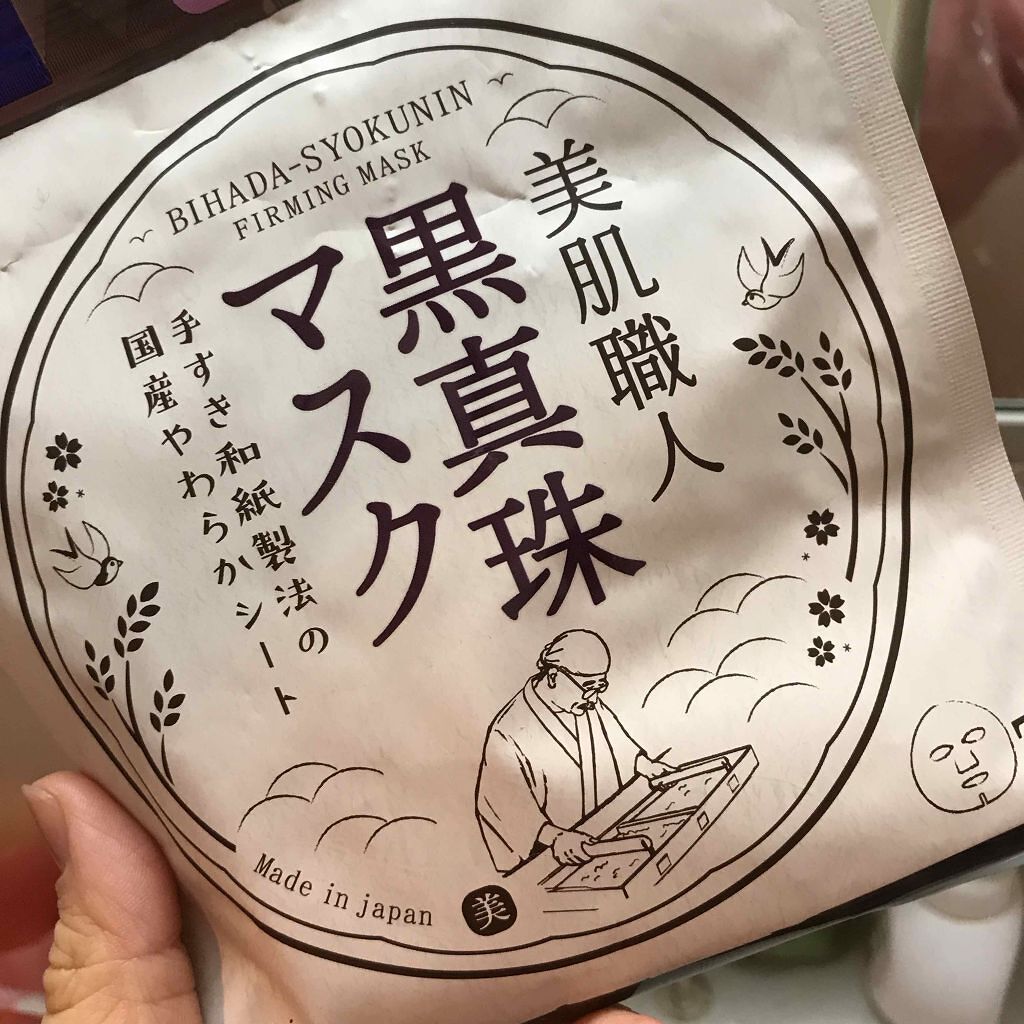 BIHADA-SYOKUNIN
FIRMING MASK
美肌職人
黒真珠
マスク
手すき和紙製法の
国産やわらかシート
Made in japan
美